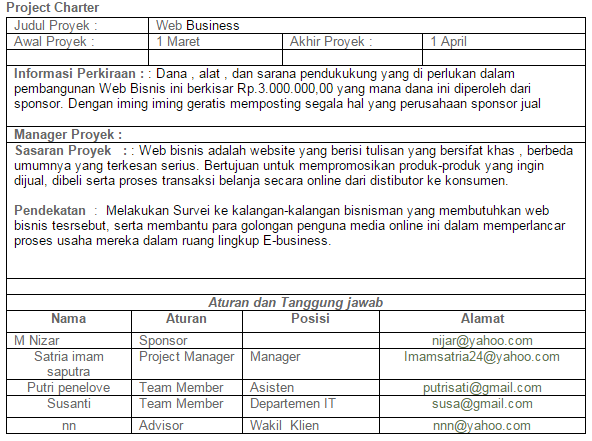 Project Charter
Judul Proyek : Web Business
Awal Proyek : 1 Maret Akhir Proyek : 1 April
Informasi Perkiraan : : Dana , alat , dan sarana pendukukung yang di perlukan dalam
pembangunan Web Bisnis ini berkisar Rp.3.000.000,00 yang mana dana ini diperoleh dari
sponsor. Dengan iming iming geratis memposting segala hal yang perusahaan sponsor jual
Manager Proyek :
Sasaran Proyek : : Web bisnis adalah website yang berisi tulisan yang bersifat khas , berbeda
umumnya yang terkesan serius. Bertujuan untuk mempromosikan produk-produk yang ingin
dijual, dibeli serta proses transaksi belanja secara online dari distibutor ke konsumen.
Pendekatan : Melakukan Survei ke kalangan-kalangan bisnisman yang membutuhkan web
bisnis tesrsebut, serta membantu para golongan penguna media online ini dalam memperlancar
proses usaha mereka dalam ruang lingkup E-business.
Aturan dan Tanggung jawab
Nama Aturan Posisi Alamat
M Nizar Sponsor nijar@yahoo.com
Satria imam saputra Project Manager Manager Imamsatria24@yahoo.com
Putri penelove Team Member Asisten putrisati@gmail.com
Susanti Team Member Departemen IT susa@gmail.com
nn Advisor Wakil Klien nnn@yahoo.com